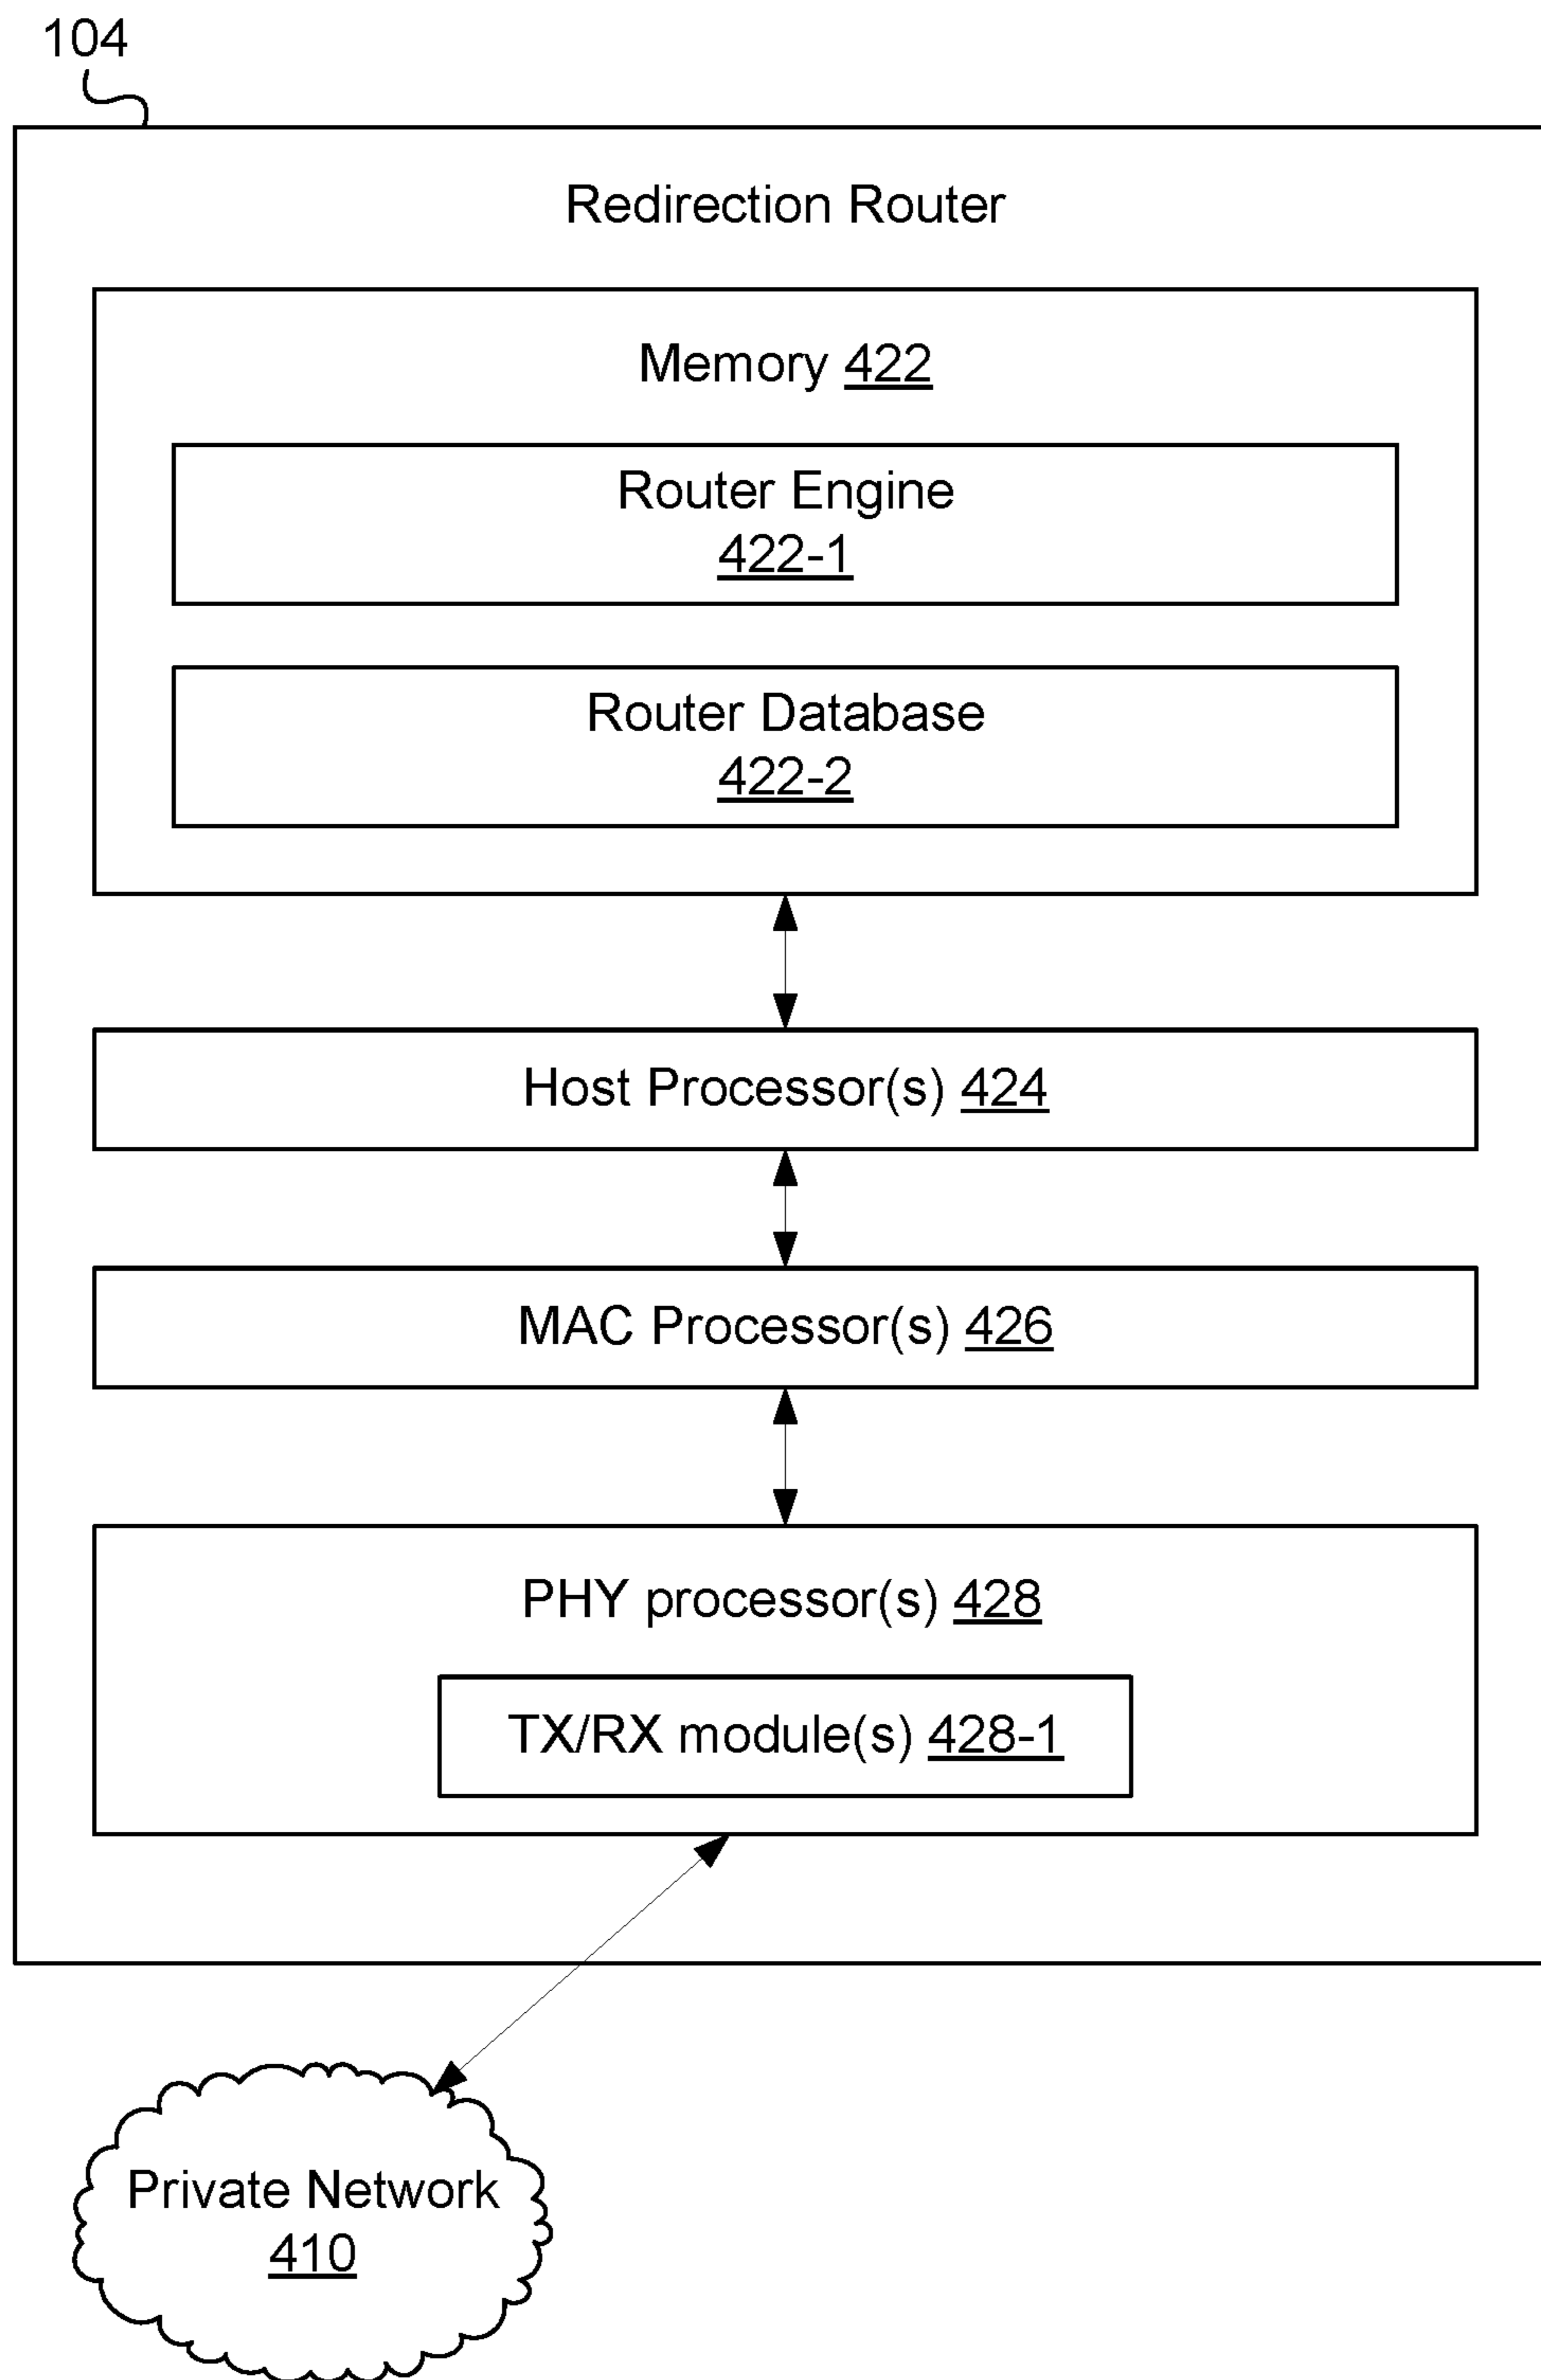 104
Redirection Router
Memory 422
Router Engine
422-1
Router Database
422-2
Host Processor(s) 424
MAC Processor(s) 426
PHY processor(s) 428
TX/RX module(s) 428-1
Private Network
410